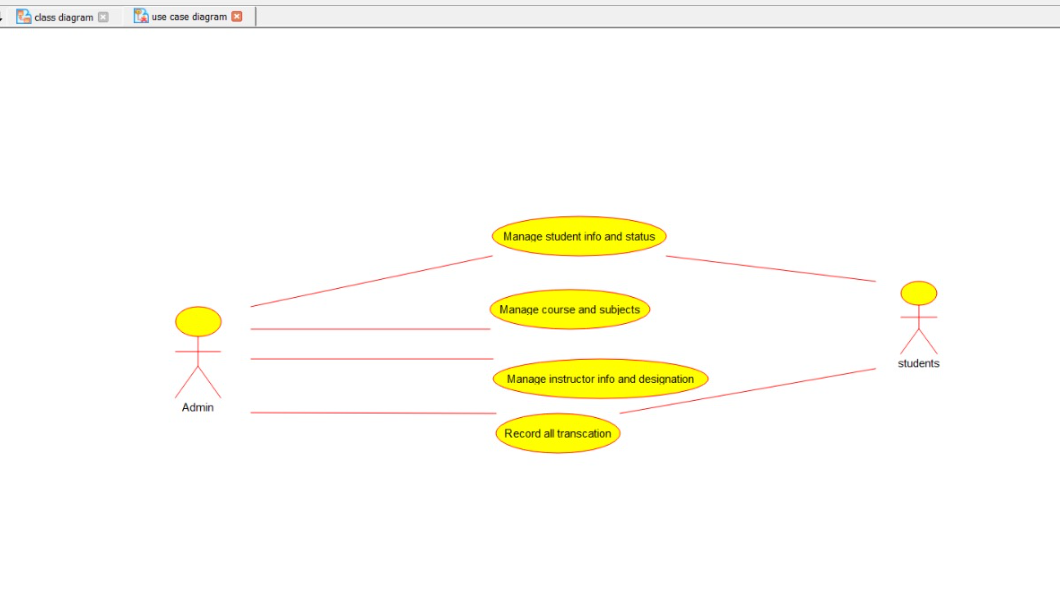 class diagram
use case diagram
Manage student info and status
Manage course and subjects
students
Manage instructor info and designation
Admin
Record all transcation